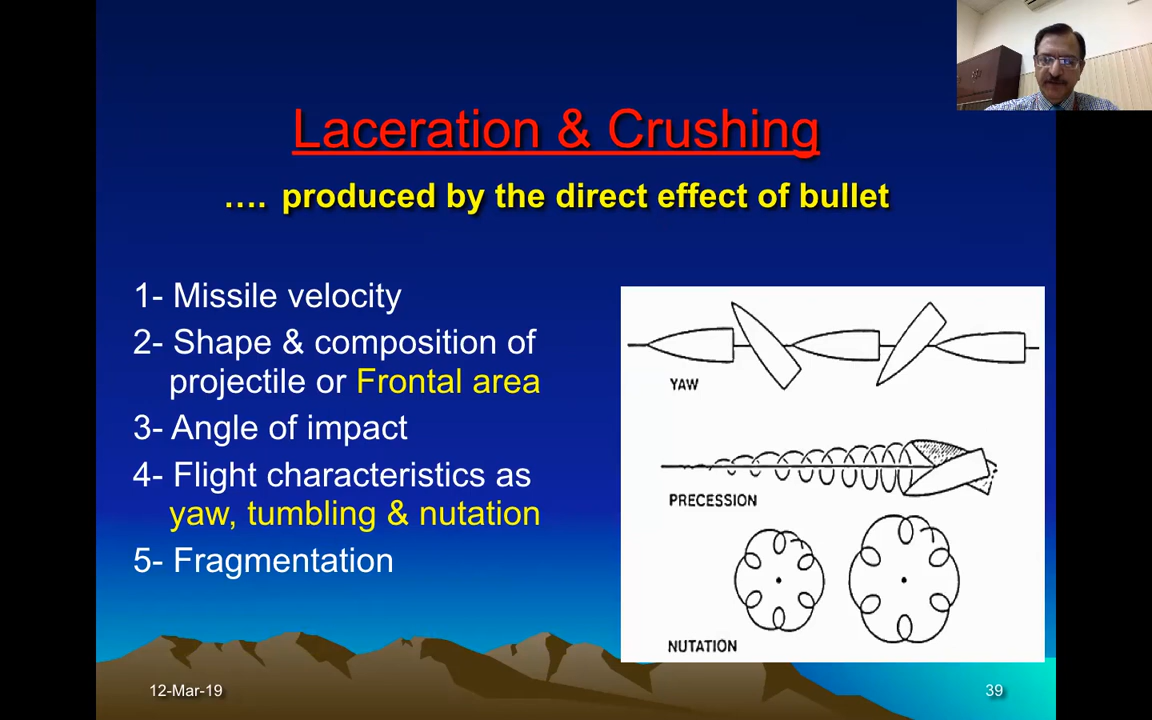 Laceration & Crushing
.... produced by the direct effect of bullet
1- Missile velocity
2- Shape & composition of
projectile or Frontal area
3- Angle of impact
4- Flight characteristics as
yaw, tumbling & nutation
5- Fragmentation
YAW
PRECESSION
NUTATION
12-Mar-19
39